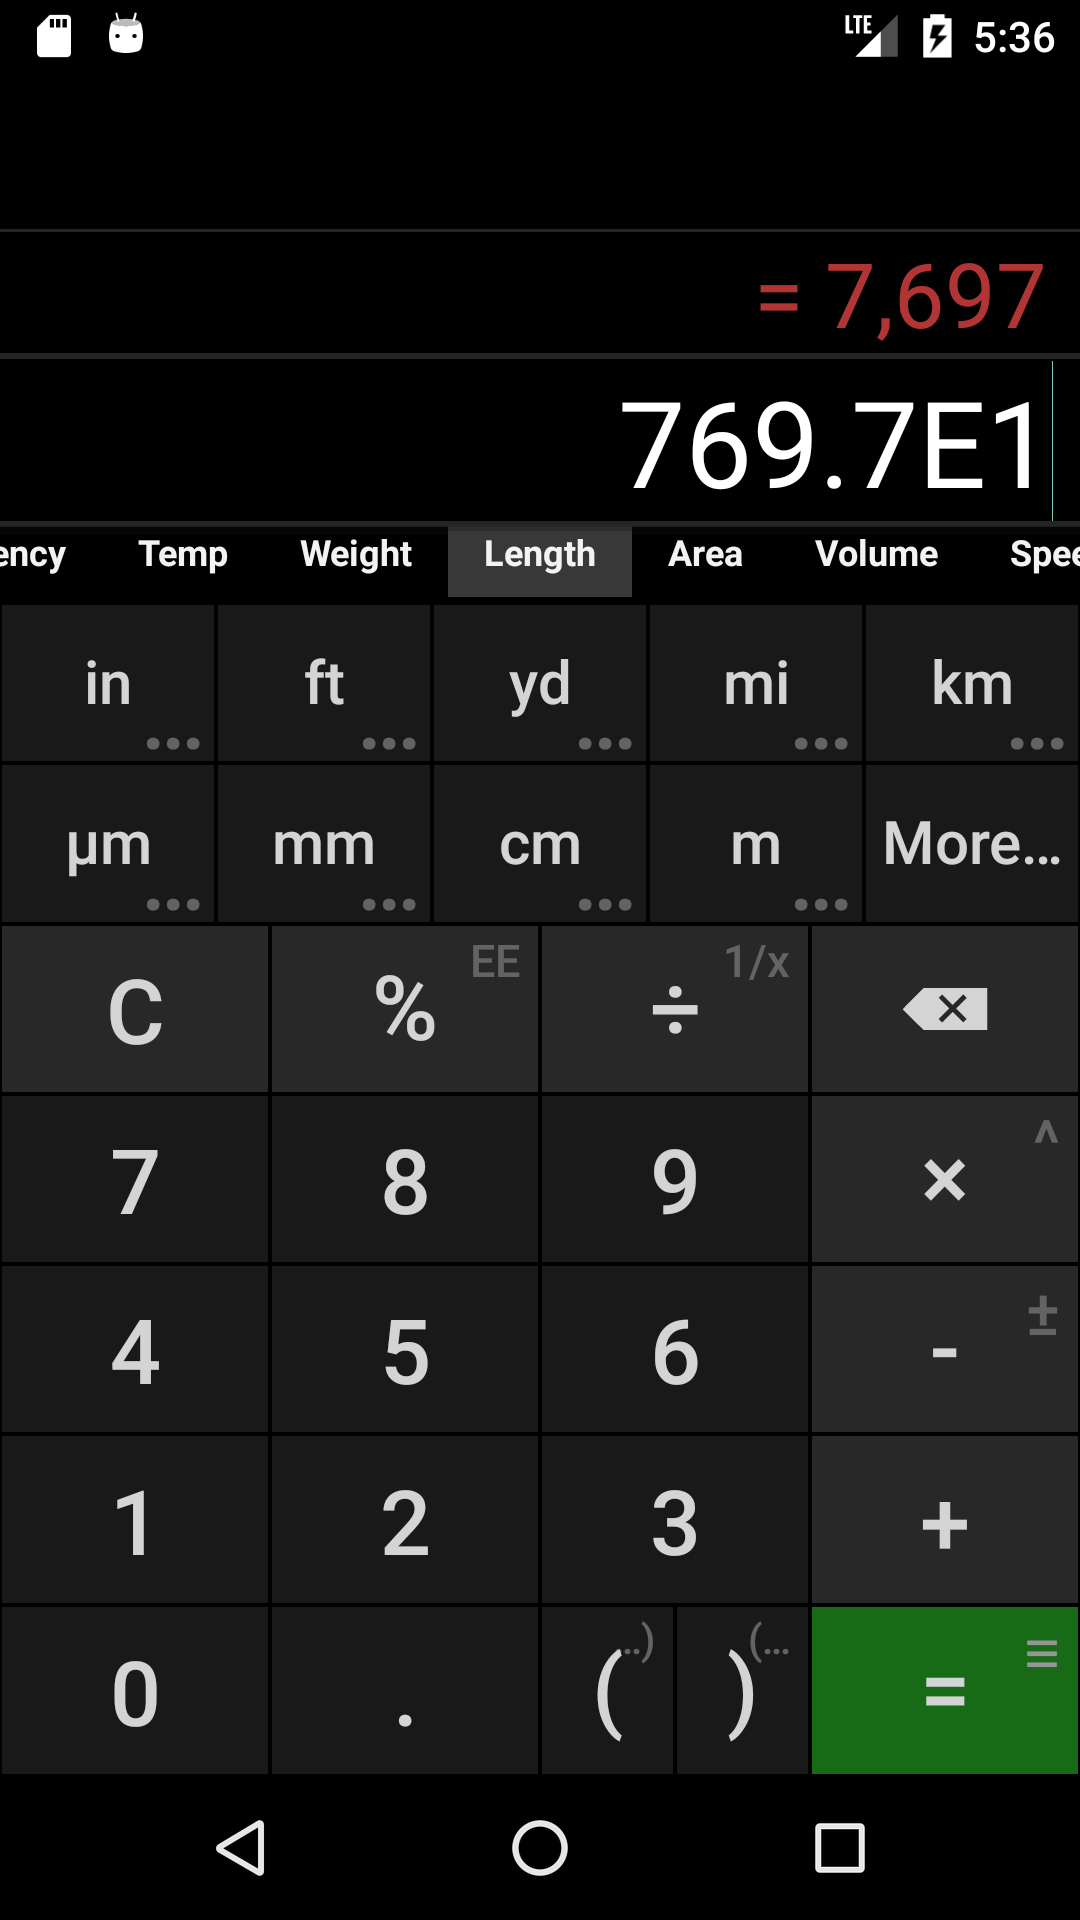 LTE 5:36
= 7,697
769.7E1
ency Temp Weight Length Area Volume Spee
in ft yd mi km
µm mm cm m More...
C % EE ÷ 1/x
7 8 9 × ^
4 5 6 - ±
1 2 3 +
0 . ( ..) ) (... =